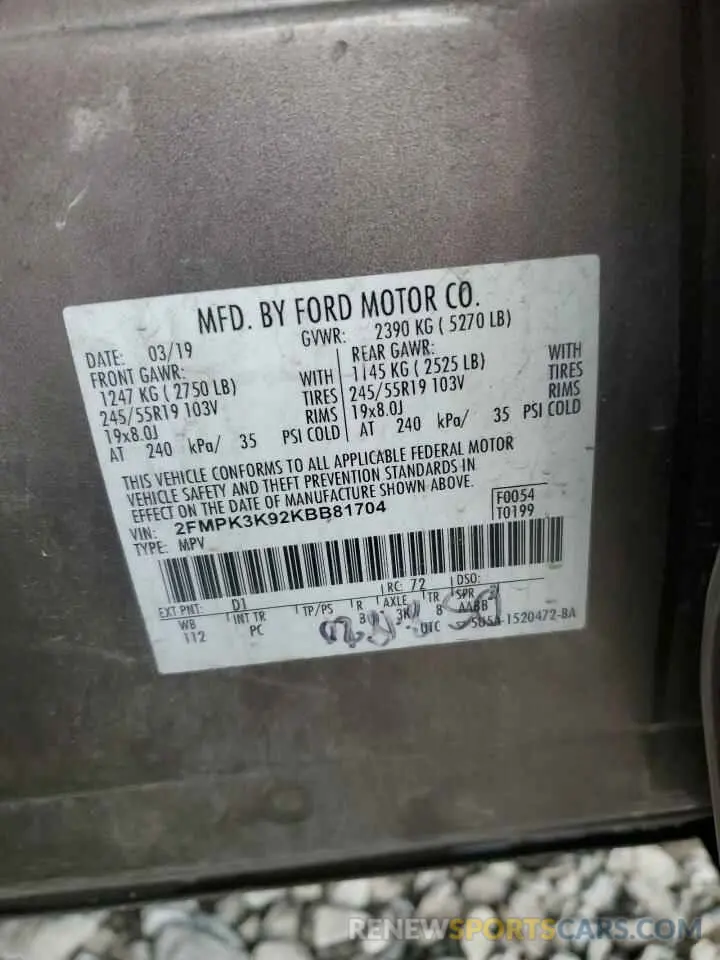 MFD. BY FORD MOTOR CO.
DATE: 03/19 GVWR: 2390 KG ( 5270 LB)
FRONT GAWR: REAR GAWR:
1247 KG ( 2750 LB) WITH 1145 KG ( 2525 LB) WITH
245/55R19 103V TIRES 245/55R19 103V TIRES
19x8.0J RIMS 19x8.0J RIMS
AT 240 kPa/ 35 PSI COLD AT 240 kPa/ 35 PSI COLD
THIS VEHICLE CONFORMS TO ALL APPLICABLE FEDERAL MOTOR
VEHICLE SAFETY AND THEFT PREVENTION STANDARDS IN
EFFECT ON THE DATE OF MANUFACTURE SHOWN ABOVE.
VIN: 2FMPK3K92KBB81704 F0054
TYPE: MPV T0199
EXT PNT: D1 RC: 72 DSO:
WB INT TR TP/PS R AXLE TR SPR
112 PC 3 8 AABB
UTC 1520472-BA
RENEWSPORTSCARS.COM